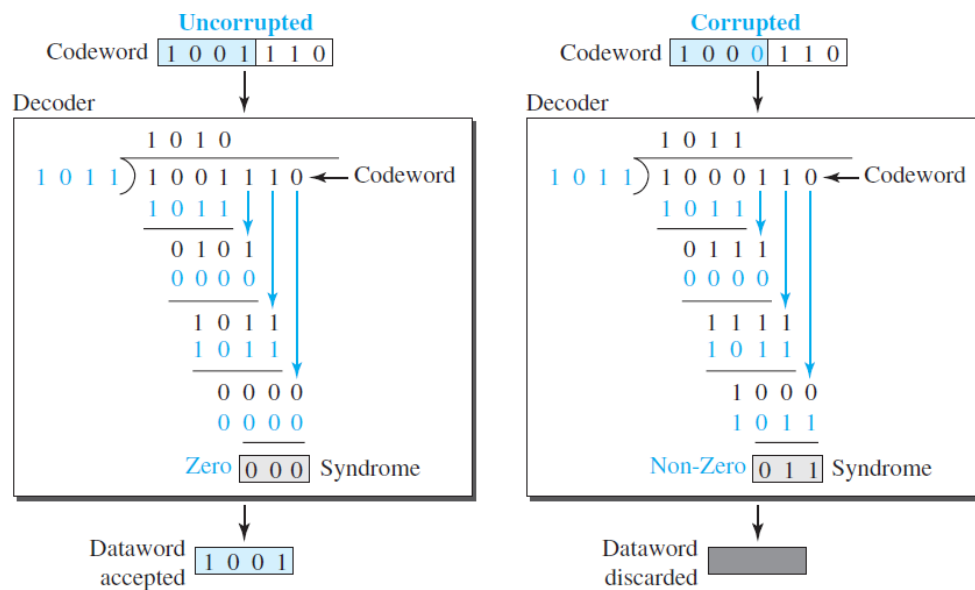 Uncorrupted
Codeword 1 0 0 1 1 1 0
Decoder
1 0 1 0
1 0 1 1 ) 1 0 0 1 1 1 0 Codeword
1 0 1 1
0 1 0 1
0 0 0 0
1 0 1 1
1 0 1 1
0 0 0 0
0 0 0 0
Zero 0 0 0 Syndrome
Dataword
accepted
1 0 0 1
Corrupted
Codeword 1 0 0 0 1 1 0
Decoder
1 0 1 1
1 0 1 1 ) 1 0 0 0 1 1 0 Codeword
1 0 1 1
0 1 1 1
0 0 0 0
1 1 1 1
1 0 1 1
1 0 0 0
1 0 1 1
Non-Zero 0 1 1 Syndrome
Dataword
discarded